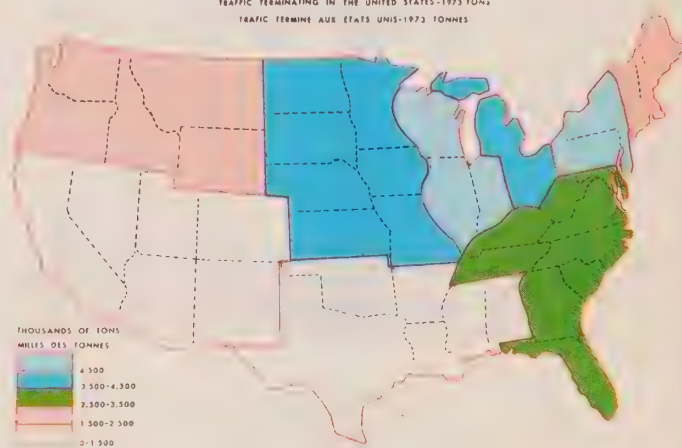 TRAFFIC TERMINATING IN THE UNITED STATES-1973 TONS
TRAFIC TERMINE AUX ETATS UNIS-1973 TONNES
THOUSANDS OF TONS
MILLES DES TONNES
4 500
3 500-4,500
2,500-3,500
1 500-2 500
0-1 500